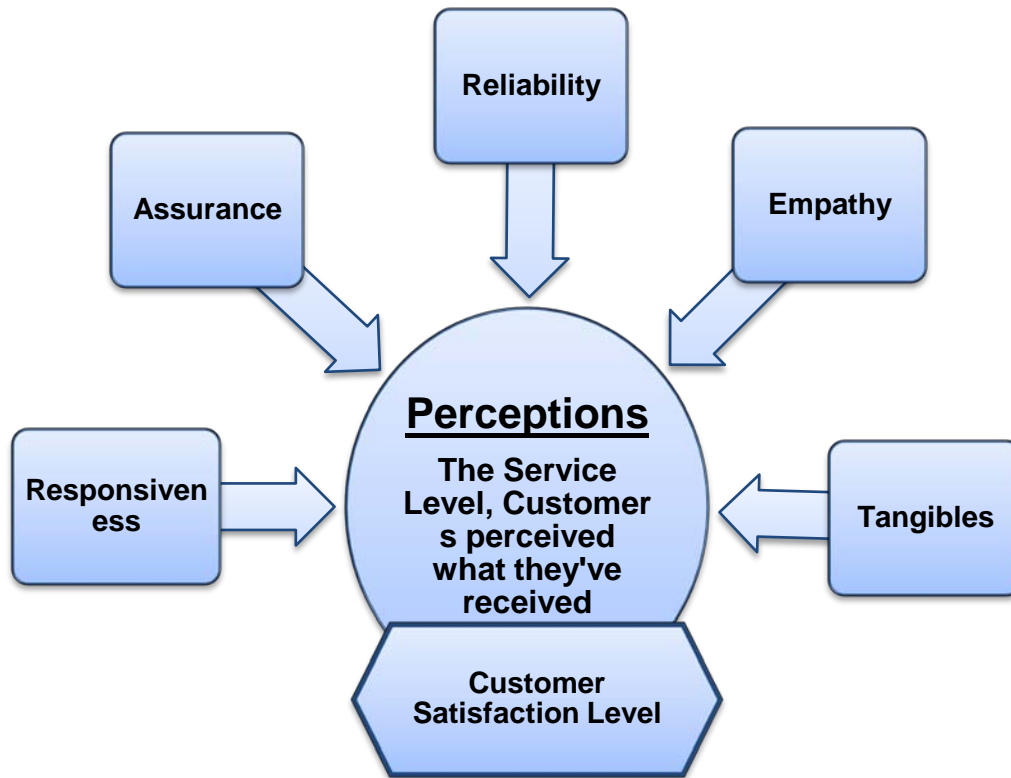 Reliability
Assurance
Empathy
Perceptions
The Service
Level, Customer
s perceived
what they've
received
Responsiven
ess
Tangibles
Customer
Satisfaction Level